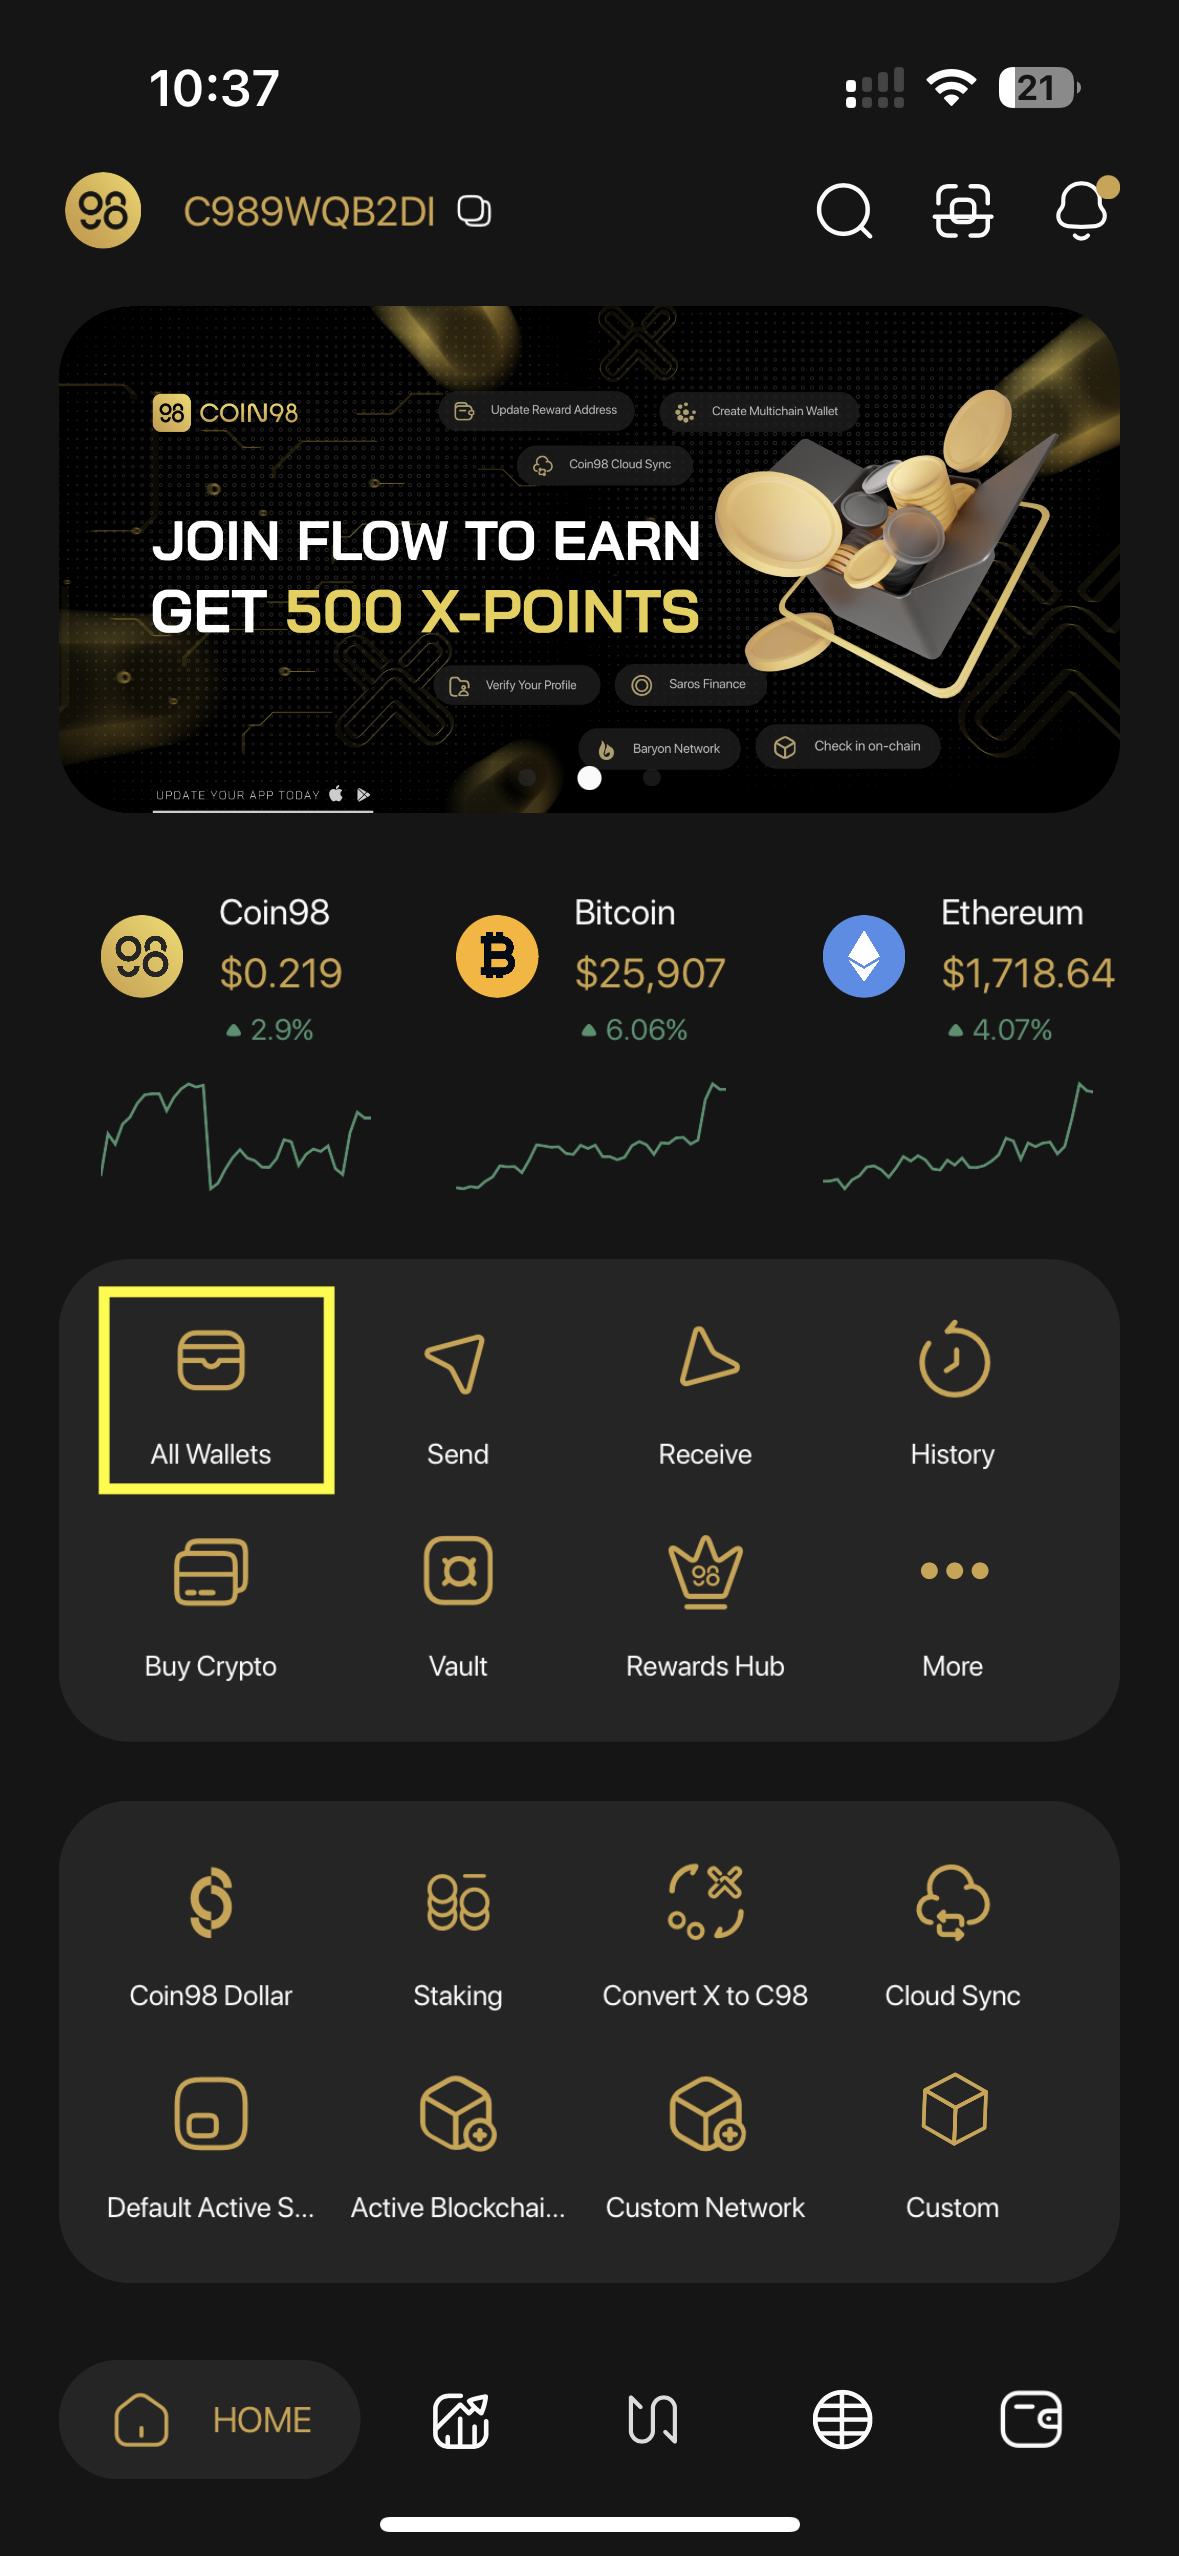 10:37
21
C989WQB2DI
COIN98
Update Reward Address
Create Multichain Wallet
Coin98 Cloud Sync
JOIN FLOW TO EARN
GET 500 X-POINTS
Verify Your Profile
Saros Finance
Baryon Network
Check in on-chain
UPDATE YOUR APP TODAY
Coin98
$0.219
2.9%
Bitcoin
$25,907
6.06%
Ethereum
$1,718.64
4.07%
All Wallets
Send
Receive
History
Buy Crypto
Vault
Rewards Hub
More
Coin98 Dollar
Staking
Convert X to C98
Cloud Sync
Default Active S...
Active Blockchai...
Custom Network
Custom
HOME